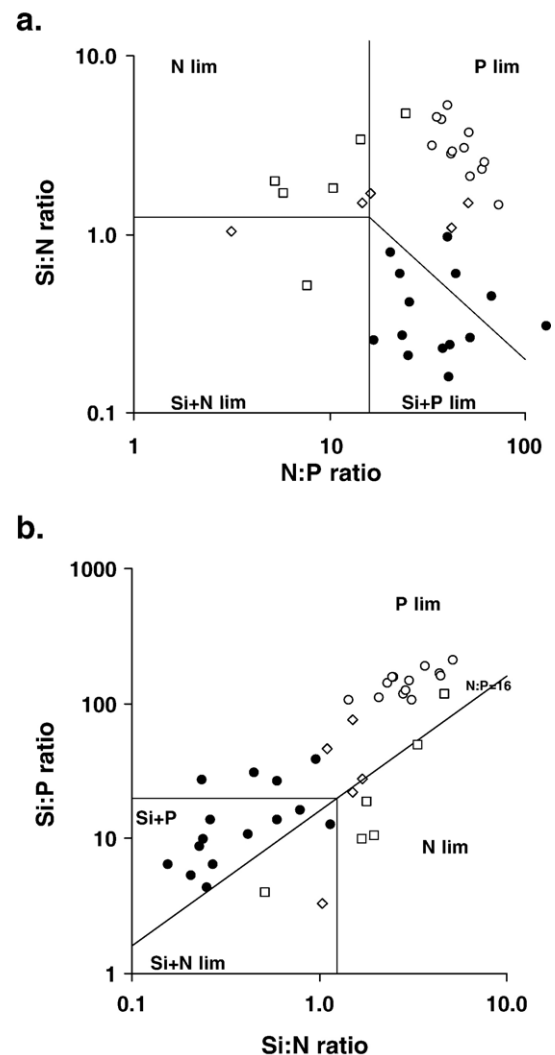 a.
N lim
P lim
10.0
1.0
0.1
Si:N ratio
Si+N lim
Si+P lim
1
10
100
N:P ratio
b.
1000
100
10
1
Si:P ratio
P lim
N:P=16
Si+P
N lim
Si+N lim
0.1
1.0
10.0
Si:N ratio